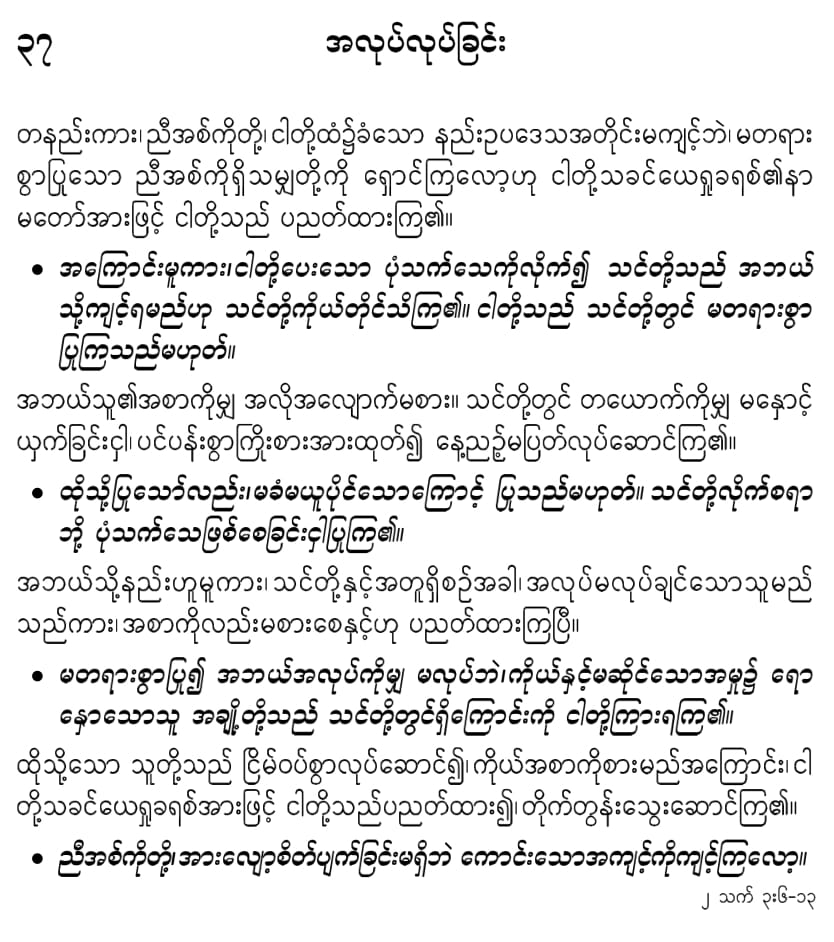 ၃၇ အလုပ်လုပ်ခြင်း
တနည်းကား၊ ညီအစ်ကိုတို့၊ ငါတို့ထံ၌ခံသော နည်းဥပဒေသအတိုင်းမကျင့်ဘဲ၊ မတရား
စွာပြုသော ညီအစ်ကိုရှိသမျှတို့ကို ရှောင်ကြလော့ဟု ငါတို့သခင်ယေရှုခရစ်၏နာ
မတော်အားဖြင့် ငါတို့သည် ပညတ်ထားကြ၏။
• အကြောင်းမူကား၊ ငါတို့ပေးသော ပုံသက်သေကိုလိုက်၍ သင်တို့သည် အဘယ်
သို့ကျင့်ရမည်ဟု သင်တို့ကိုယ်တိုင်သိကြ၏။ ငါတို့သည် သင်တို့တွင် မတရားစွာ
ပြုကြသည်မဟုတ်။
အဘယ်သူ၏အစာကိုမျှ အလိုအလျောက်မစား။ သင်တို့တွင် တယောက်ကိုမျှ မနှောင့်
ယှက်ခြင်းငှါ၊ ပင်ပန်းစွာကြိုးစားအားထုတ်၍ နေ့ညဉ့်မပြတ်လုပ်ဆောင်ကြ၏။
• ထိုသို့ပြုသော်လည်း၊ မခံမယူပိုင်သောကြောင့် ပြုသည်မဟုတ်။ သင်တို့လိုက်စရာ
ဘို့ ပုံသက်သေဖြစ်စေခြင်းငှါပြုကြ၏။
အဘယ်သို့နည်းဟူမူကား၊ သင်တို့နှင့်အတူရှိစဉ်အခါ၊ အလုပ်မလုပ်ချင်သောသူမည်
သည်ကား၊ အစာကိုလည်းမစားစေနှင့်ဟု ပညတ်ထားကြပြီ။
• မတရားစွာပြု၍ အဘယ်အလုပ်ကိုမျှ မလုပ်ဘဲ၊ ကိုယ်နှင့်မဆိုင်သောအမှု၌ ရော
နှောသောသူ အချို့တို့သည် သင်တို့တွင်ရှိကြောင်းကို ငါတို့ကြားရကြ၏။
ထိုသို့သော သူတို့သည် ငြိမ်ဝပ်စွာလုပ်ဆောင်၍၊ ကိုယ်အစာကိုစားမည်အကြောင်း၊ ငါ
တို့သခင်ယေရှုခရစ်အားဖြင့် ငါတို့သည်ပညတ်ထား၍၊ တိုက်တွန်းသွေးဆောင်ကြ၏။
• ညီအစ်ကိုတို့၊ အားလျော့စိတ်ပျက်ခြင်းမရှိဘဲ ကောင်းသောအကျင့်ကိုကျင့်ကြလော့။
၂ သက် ၃း၆–၁၃